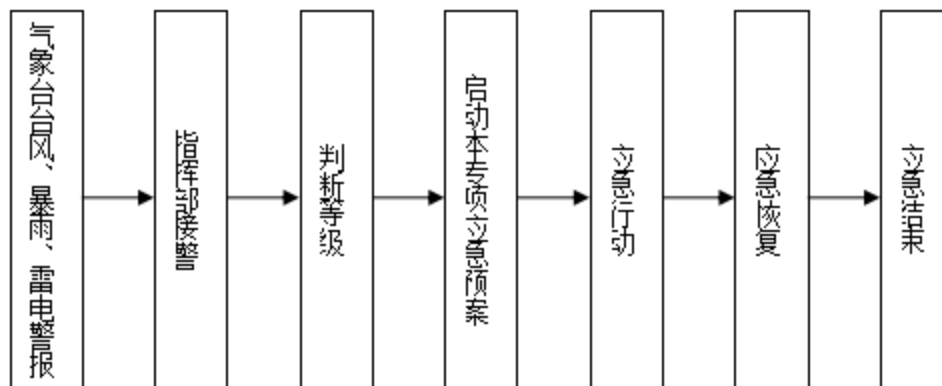 气象台台风、暴雨、雷电警报
指挥部接警
判断等级
启动本专项应急预案
应急行动
应急恢复
应急结束